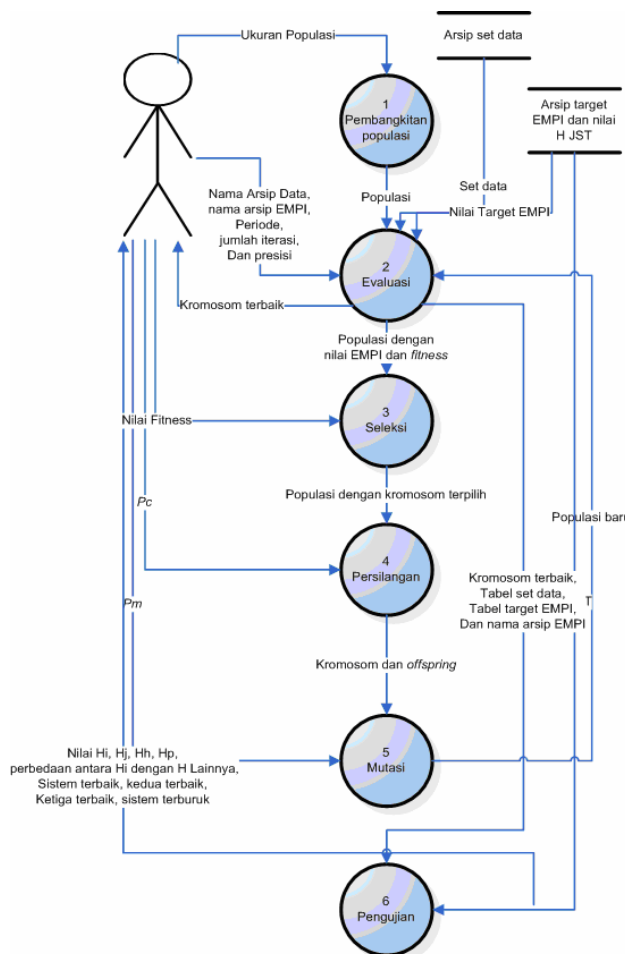 Ukuran Populasi
Arsip set data
Arsip target
EMPI dan nilai
H JST
1
Pembangkitan
populasi
Nama Arsip Data,
nama arsip EMPI,
Periode,
jumlah iterasi,
Dan presisi
Populasi
Set data
Nilai Target EMPI
2
Evaluasi
Kromosom terbaik
Populasi dengan
nilai EMPI dan fitness
3
Seleksi
Nilai Fitness
Populasi dengan kromosom terpilih
Pc
Populasi baru
4
Persilangan
Pm
Kromosom terbaik,
Tabel set data,
Tabel target EMPI,
Dan nama arsip EMPI
T
Kromosom dan offspring
Nilai Hi, Hj, Hh, Hp,
perbedaan antara Hi dengan H Lainnya,
Sistem terbaik, kedua terbaik,
Ketiga terbaik, sistem terburuk
5
Mutasi
6
Pengujian